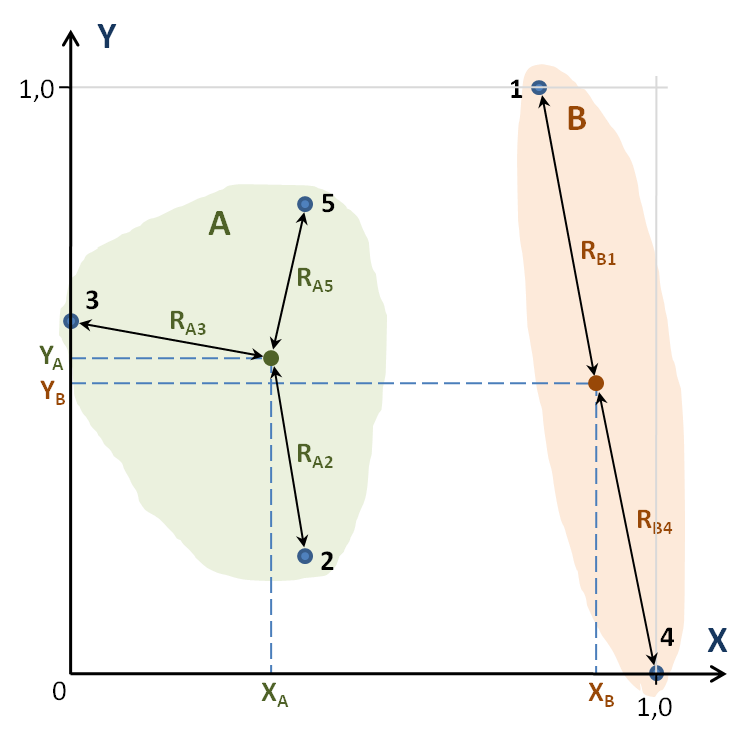 Y
1,0
1
B
A
5
R_B1
R_A5
3
R_A3
Y_A
Y_B
R_A2
R_B4
2
4
X
0
X_A
X_B
1,0